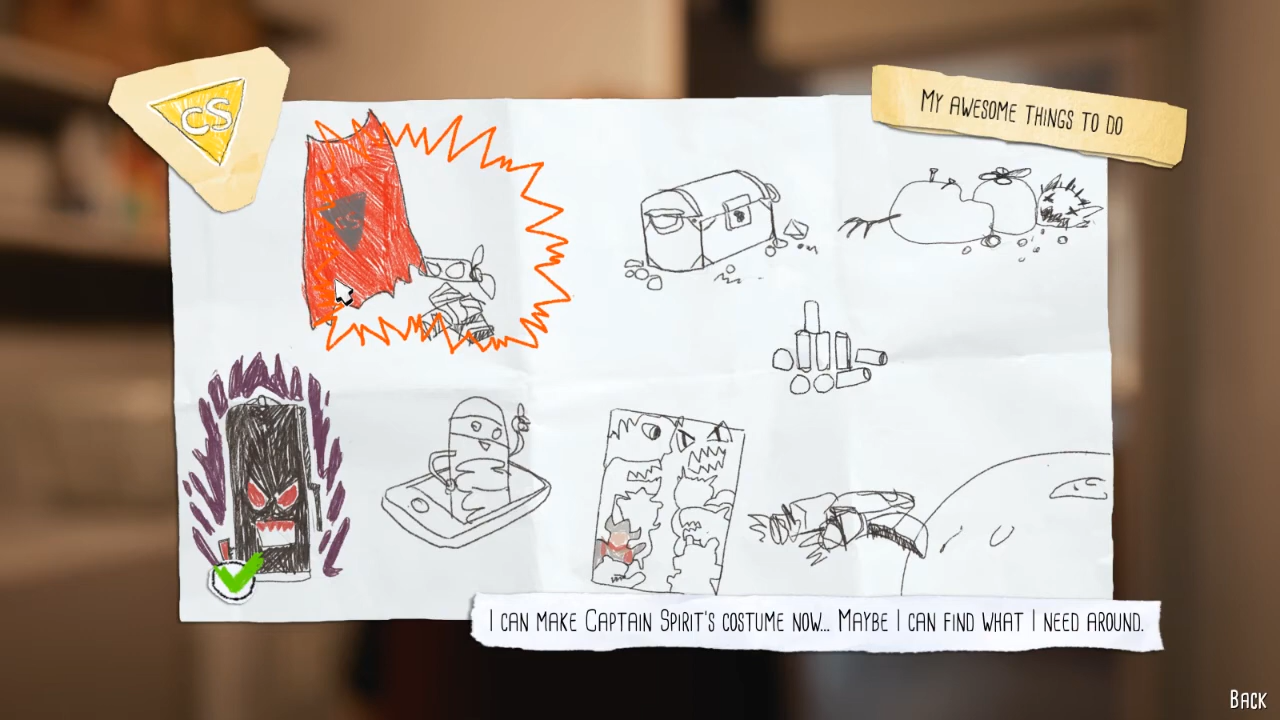 CS
My awesome things to do
CS
I can make Captain Spirit's costume now... Maybe I can find what I need around.
Back